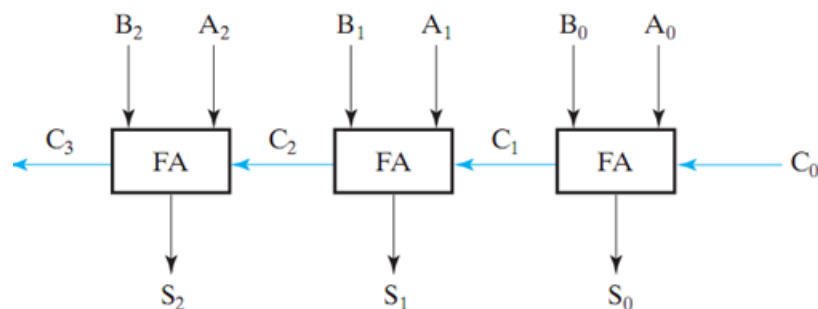 B₂ A₂ B₁ A₁ B₀ A₀
C₃ FA C₂ FA C₁ FA C₀
S₂ S₁ S₀